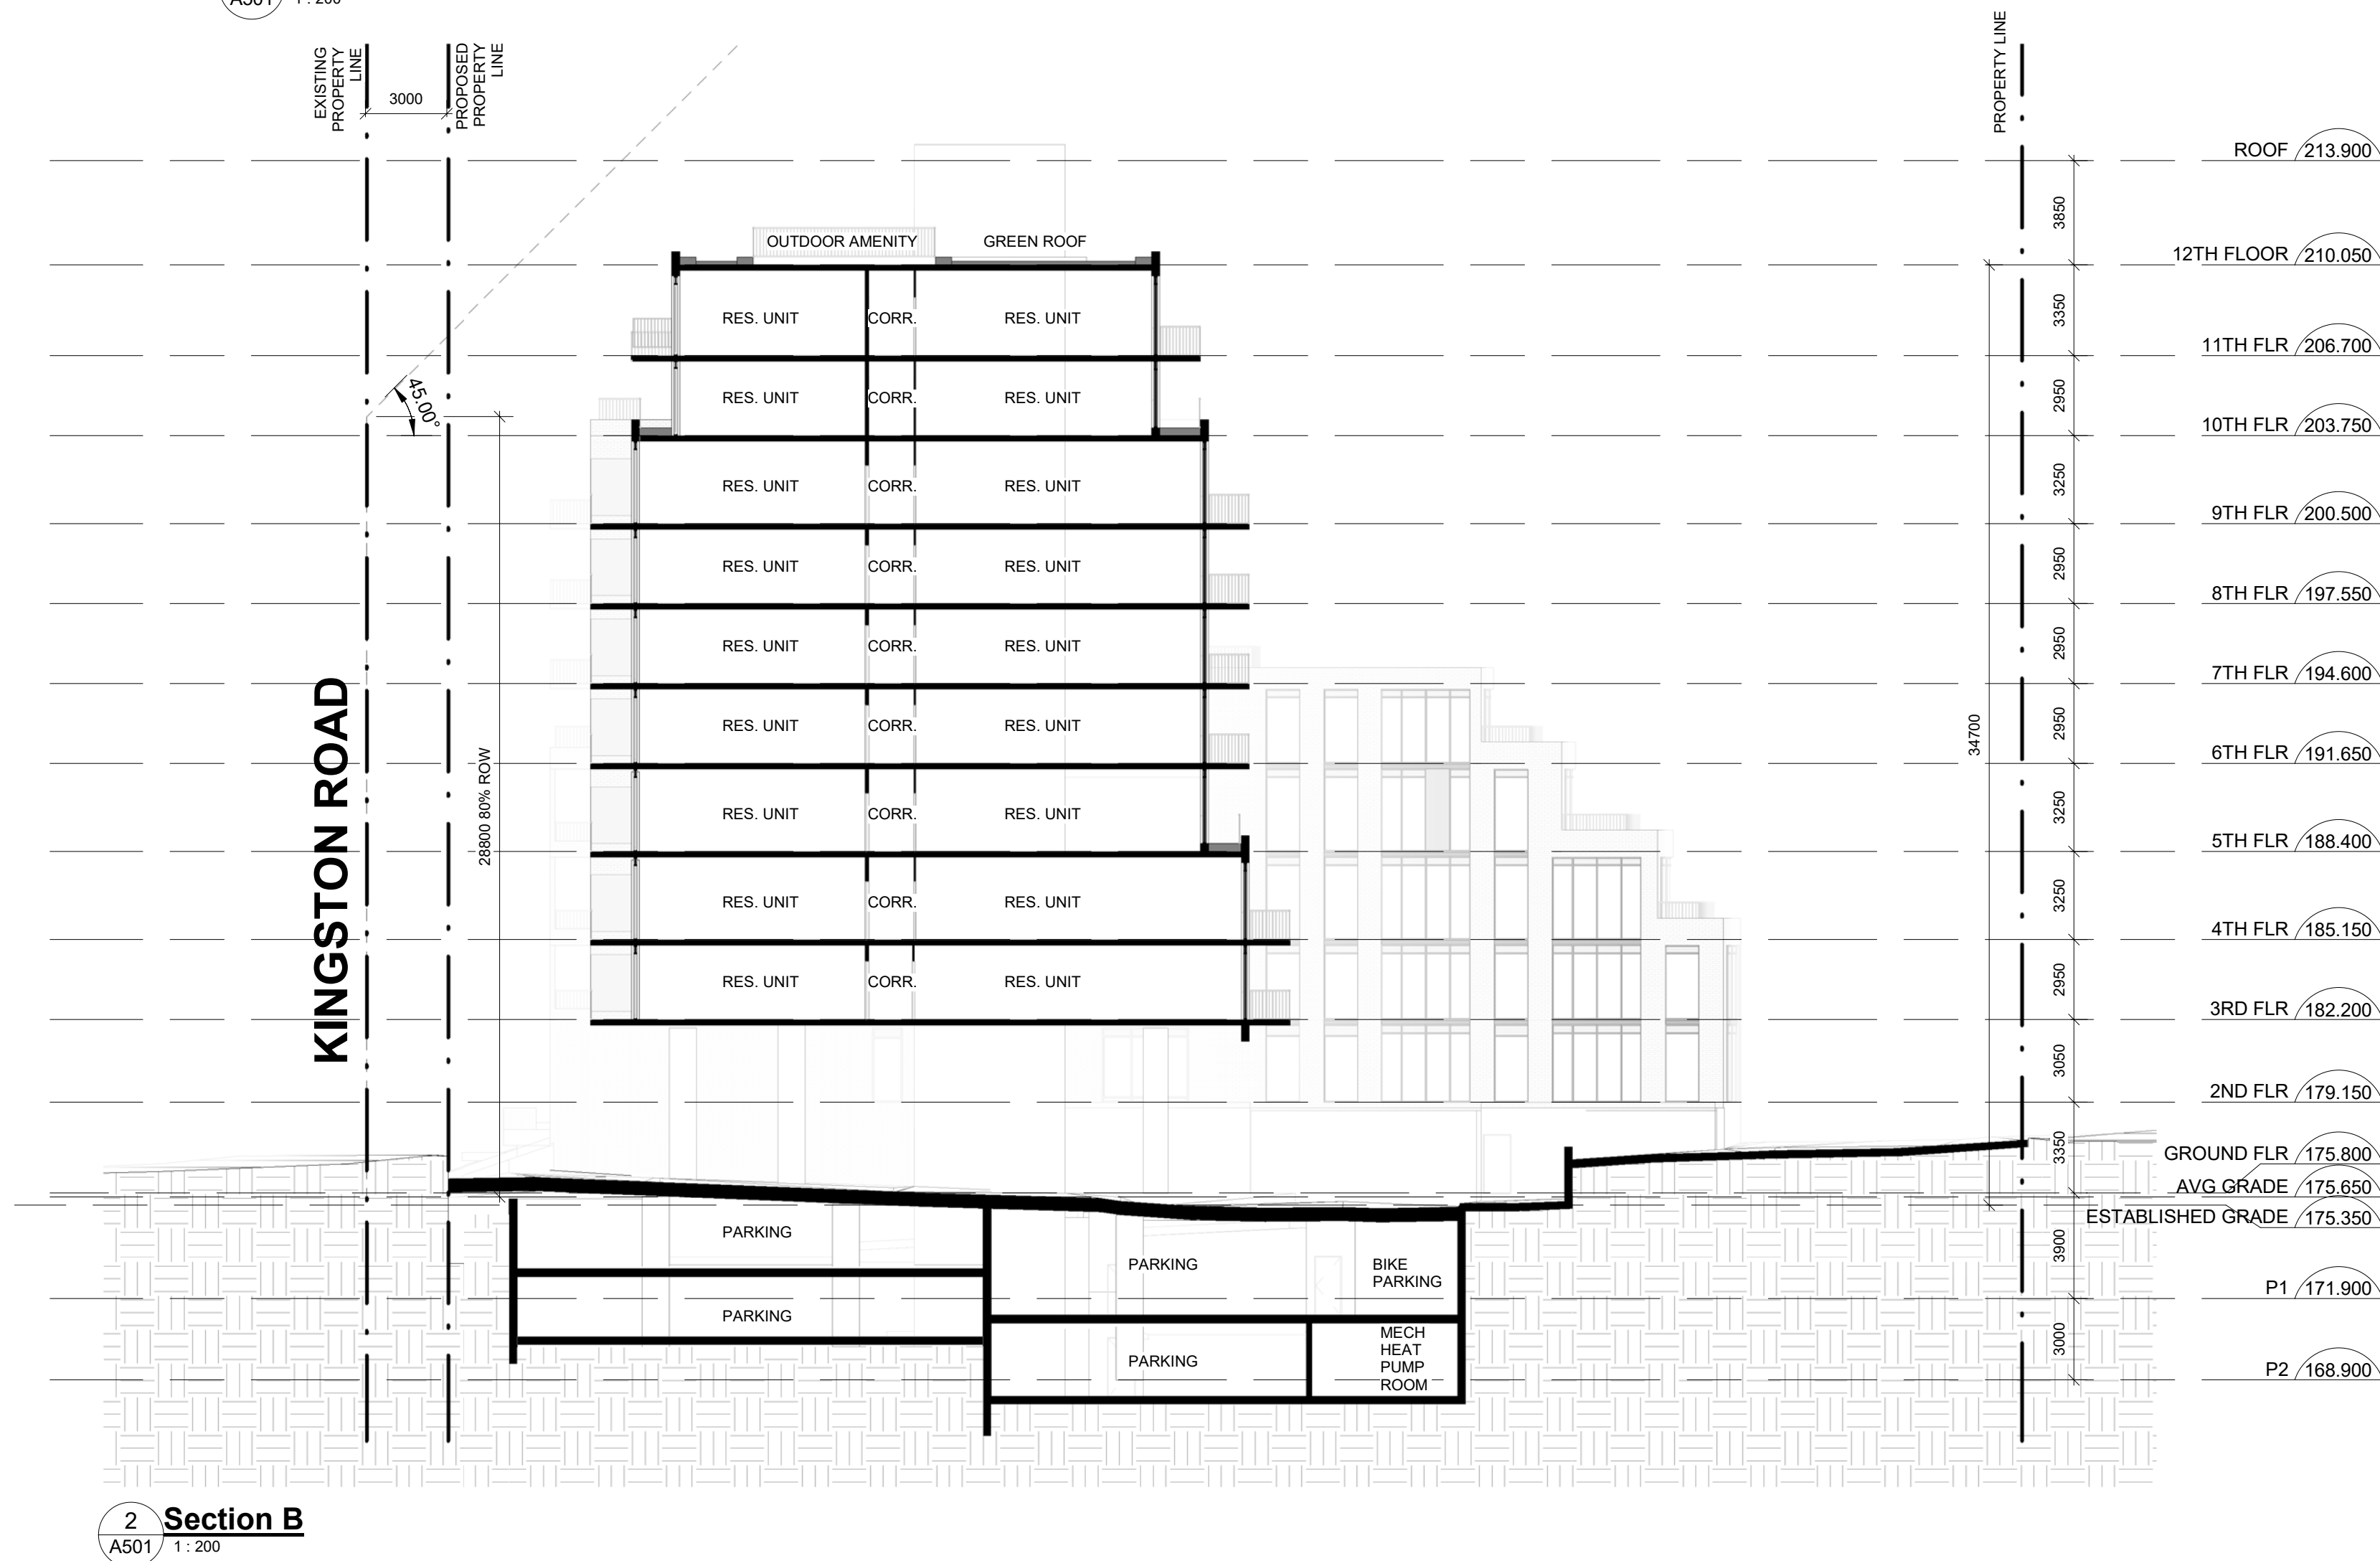 A501
1 : 200
EXISTING
PROPERTY
LINE
3000
PROPOSED
PROPERTY
LINE
PROPERTY LINE
ROOF 213.900
3850
OUTDOOR AMENITY GREEN ROOF
12TH FLOOR 210.050
RES. UNIT CORR. RES. UNIT
3350
11TH FLR 206.700
45.00°
RES. UNIT CORR. RES. UNIT
2950
10TH FLR 203.750
RES. UNIT CORR. RES. UNIT
3250
9TH FLR 200.500
RES. UNIT CORR. RES. UNIT
2950
8TH FLR 197.550
RES. UNIT CORR. RES. UNIT
2950
7TH FLR 194.600
RES. UNIT CORR. RES. UNIT
2950
34700
6TH FLR 191.650
KINGSTON ROAD
28800 80% ROW
RES. UNIT CORR. RES. UNIT
3250
5TH FLR 188.400
RES. UNIT CORR. RES. UNIT
3250
4TH FLR 185.150
RES. UNIT CORR. RES. UNIT
2950
3RD FLR 182.200
3050
2ND FLR 179.150
3350
GROUND FLR 175.800
AVG GRADE 175.650
ESTABLISHED GRADE 175.350
PARKING
3900
PARKING
BIKE
PARKING
P1 171.900
PARKING
3000
PARKING
MECH
HEAT
PUMP
ROOM
P2 168.900
2 Section B
A501 1 : 200